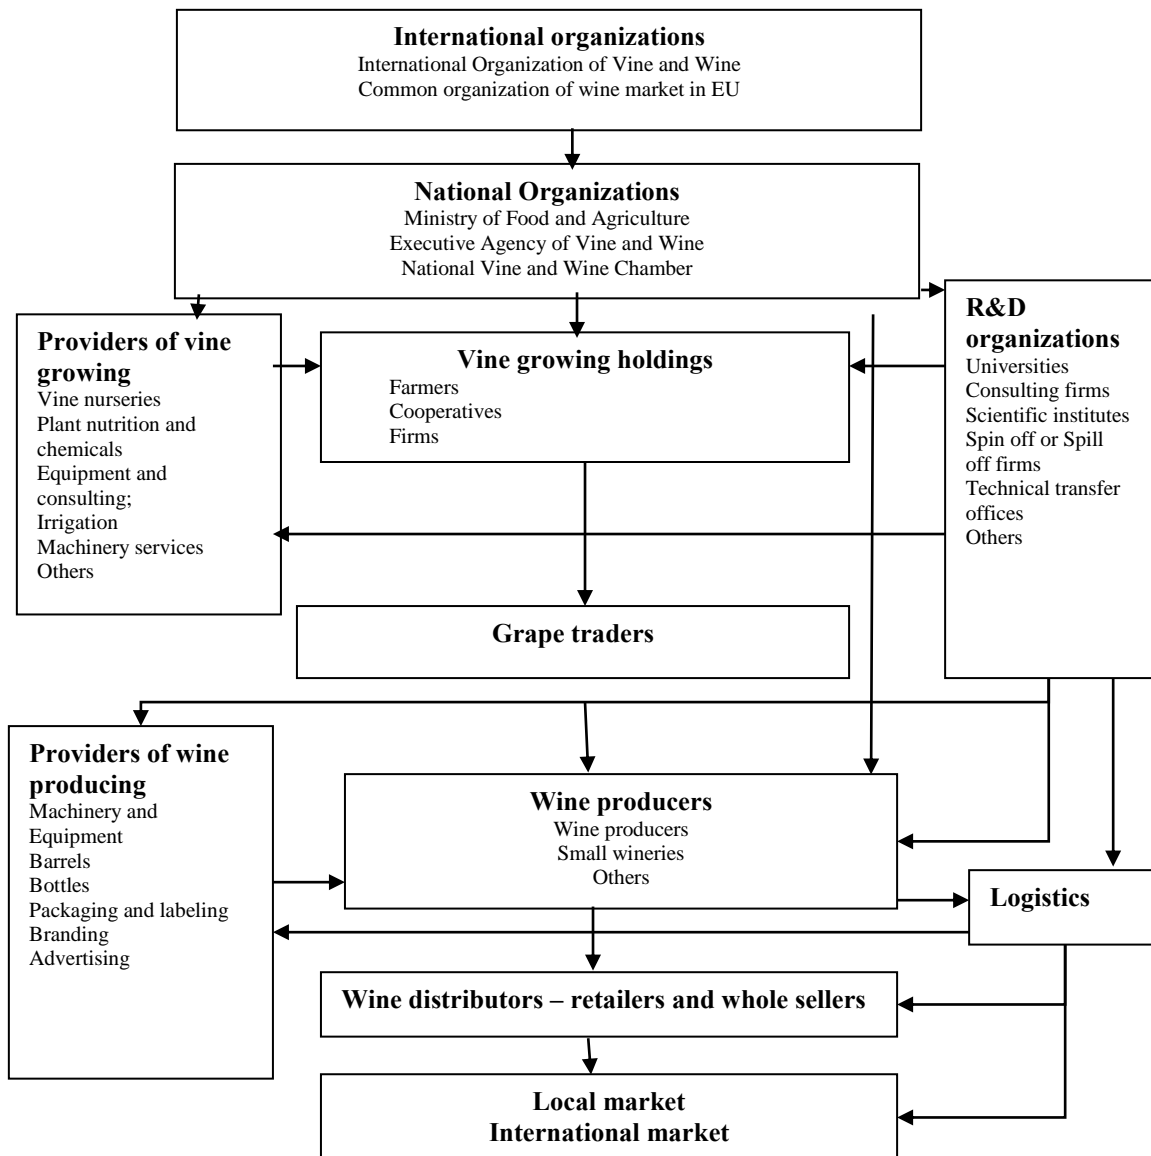 International organizations
International Organization of Vine and Wine
Common organization of wine market in EU
National Organizations
Ministry of Food and Agriculture
Executive Agency of Vine and Wine
National Vine and Wine Chamber
Providers of vine
growing
Vine nurseries
Plant nutrition and
chemicals
Equipment and
consulting;
Irrigation
Machinery services
Others
Vine growing holdings
Farmers
Cooperatives
Firms
R&D
organizations
Universities
Consulting firms
Scientific institutes
Spin off or Spill
off firms
Technical transfer
offices
Others
Grape traders
Providers of wine
producing
Machinery and
Equipment
Barrels
Bottles
Packaging and labeling
Branding
Advertising
Wine producers
Wine producers
Small wineries
Others
Logistics
Wine distributors – retailers and whole sellers
Local market
International market